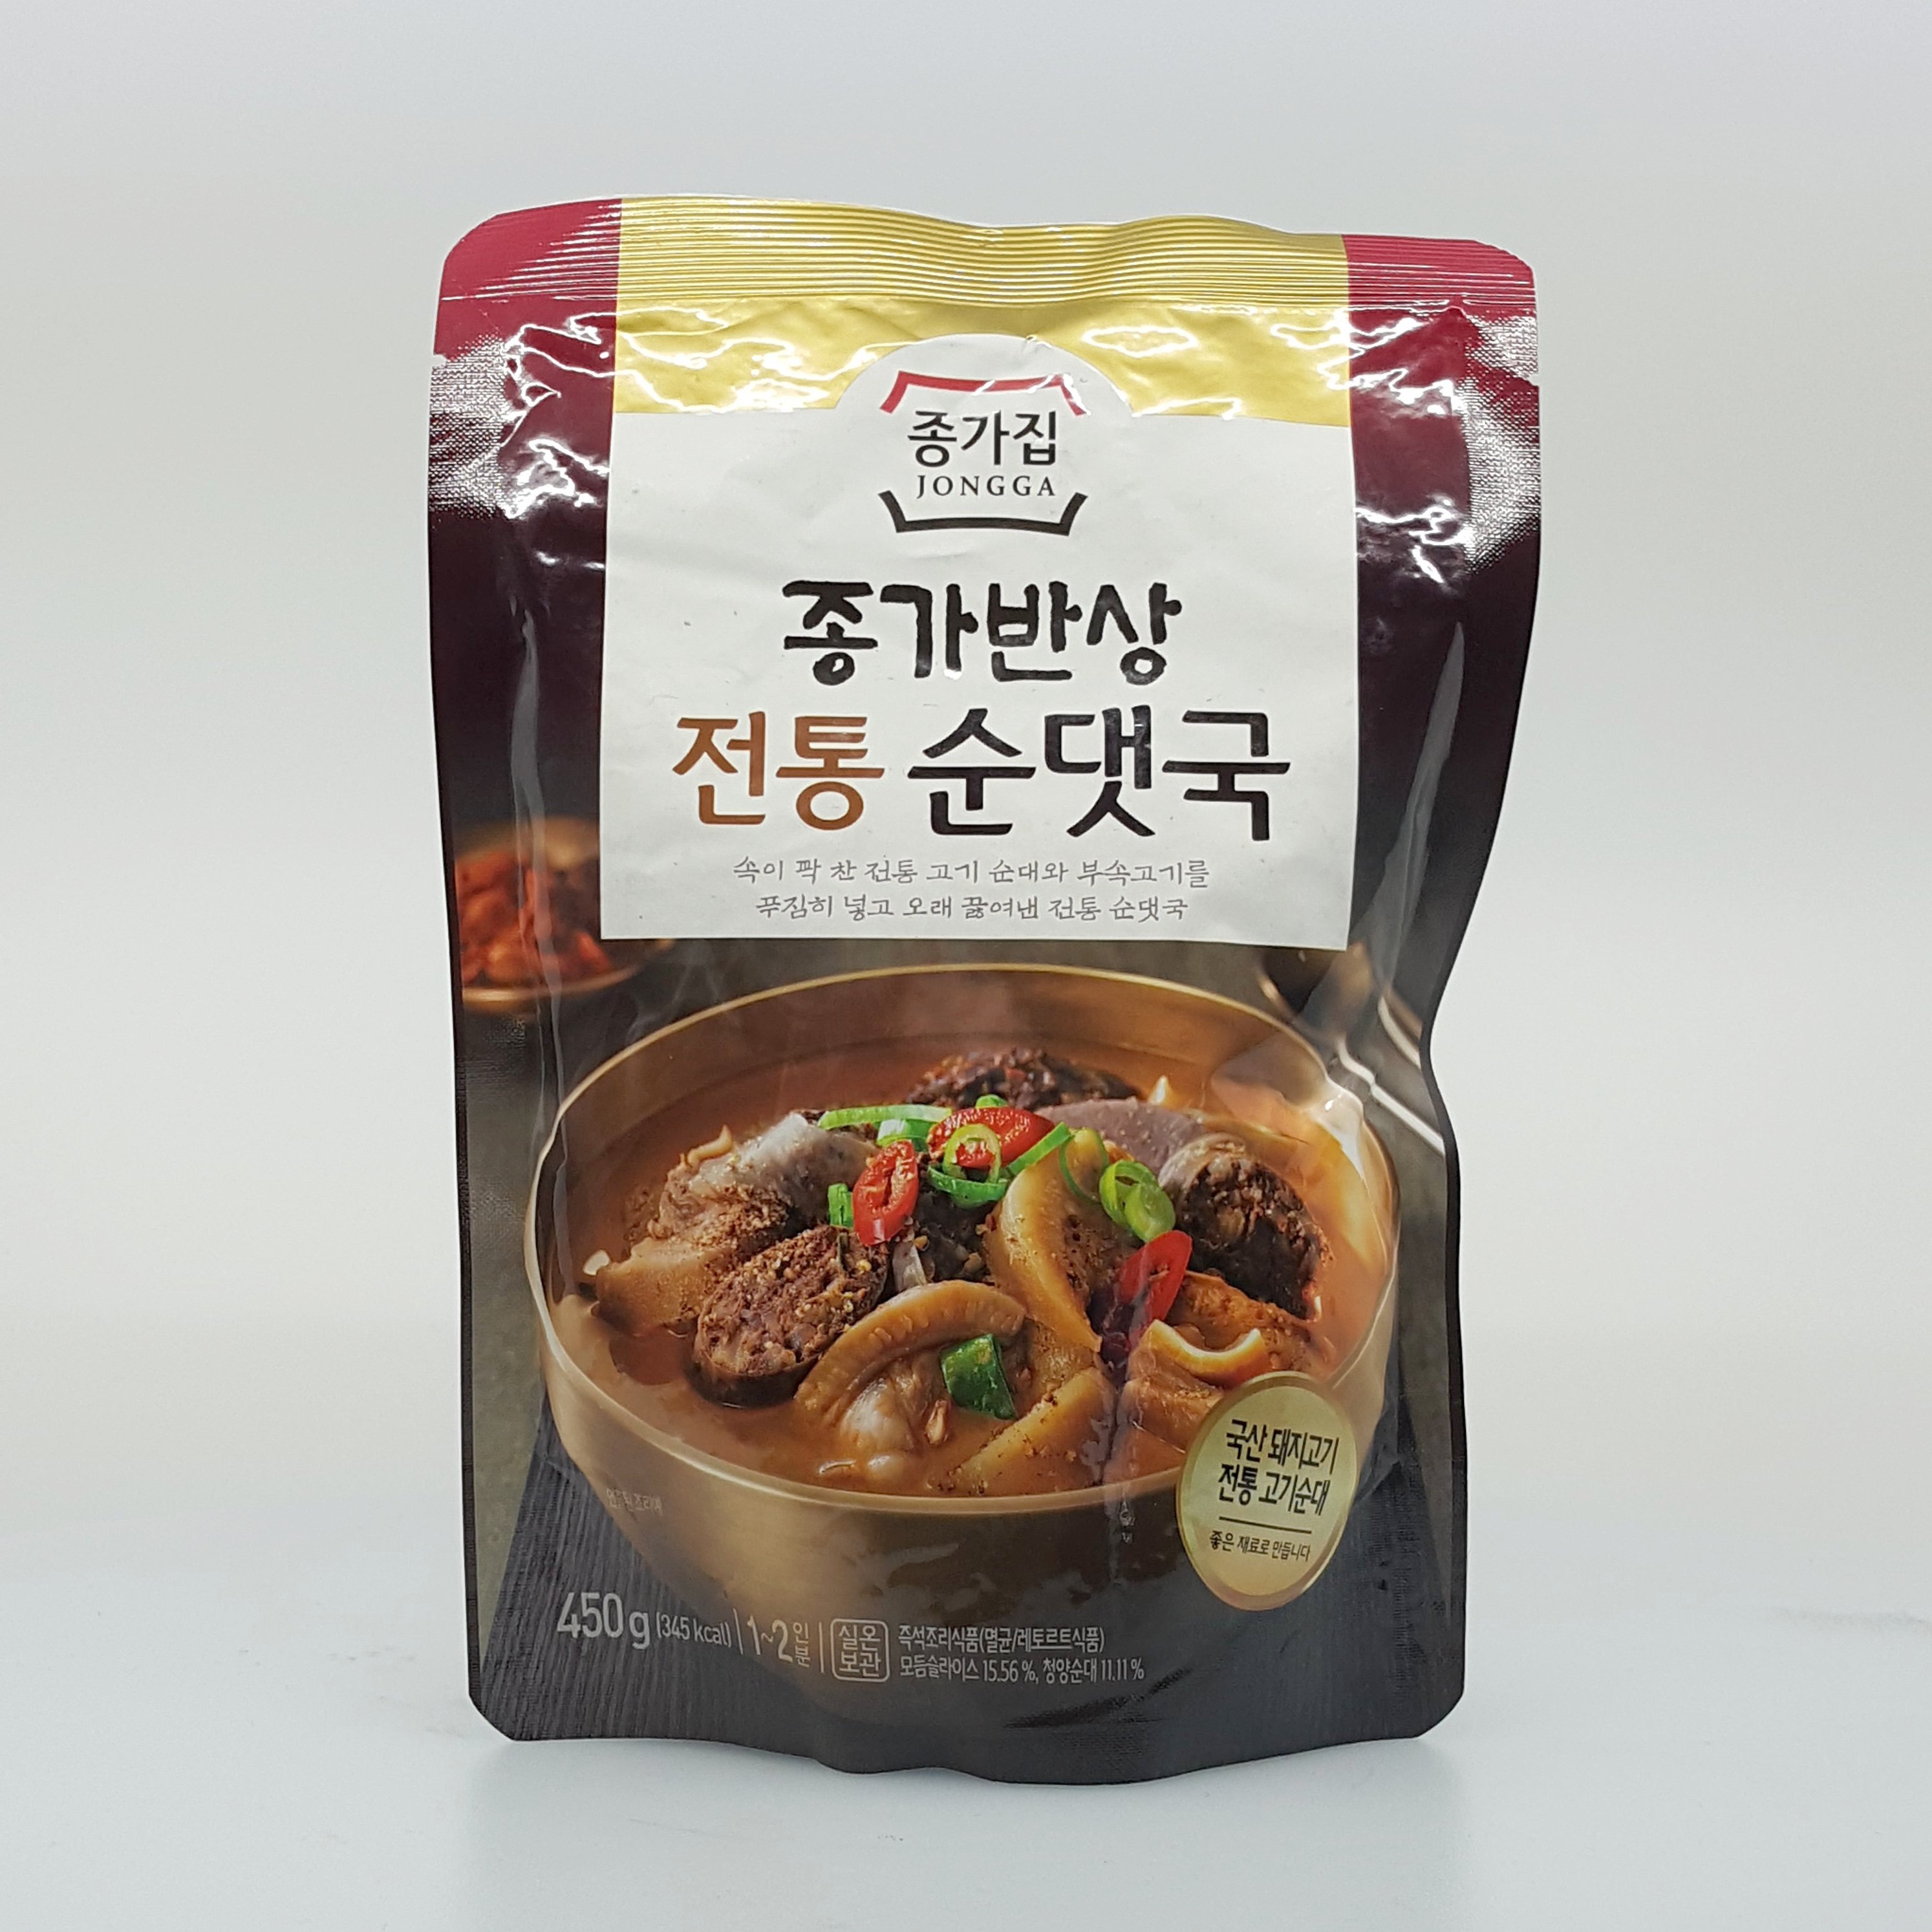 종가집
JONGGA
종가반상
전통 순댓국
속이 꽉 찬 전통 고기 순대와 부속고기를
푸짐히 넣고 오래 끓여낸 전통 순댓국
국산 돼지고기
전통 고기순대
좋은 재료로 만듭니다
450g (345 kcal) 1~2인분 실온보관
즉석조리식품(멸균/레토르트식품)
모듬슬라이스 15.56 %, 청양순대 11.11 %